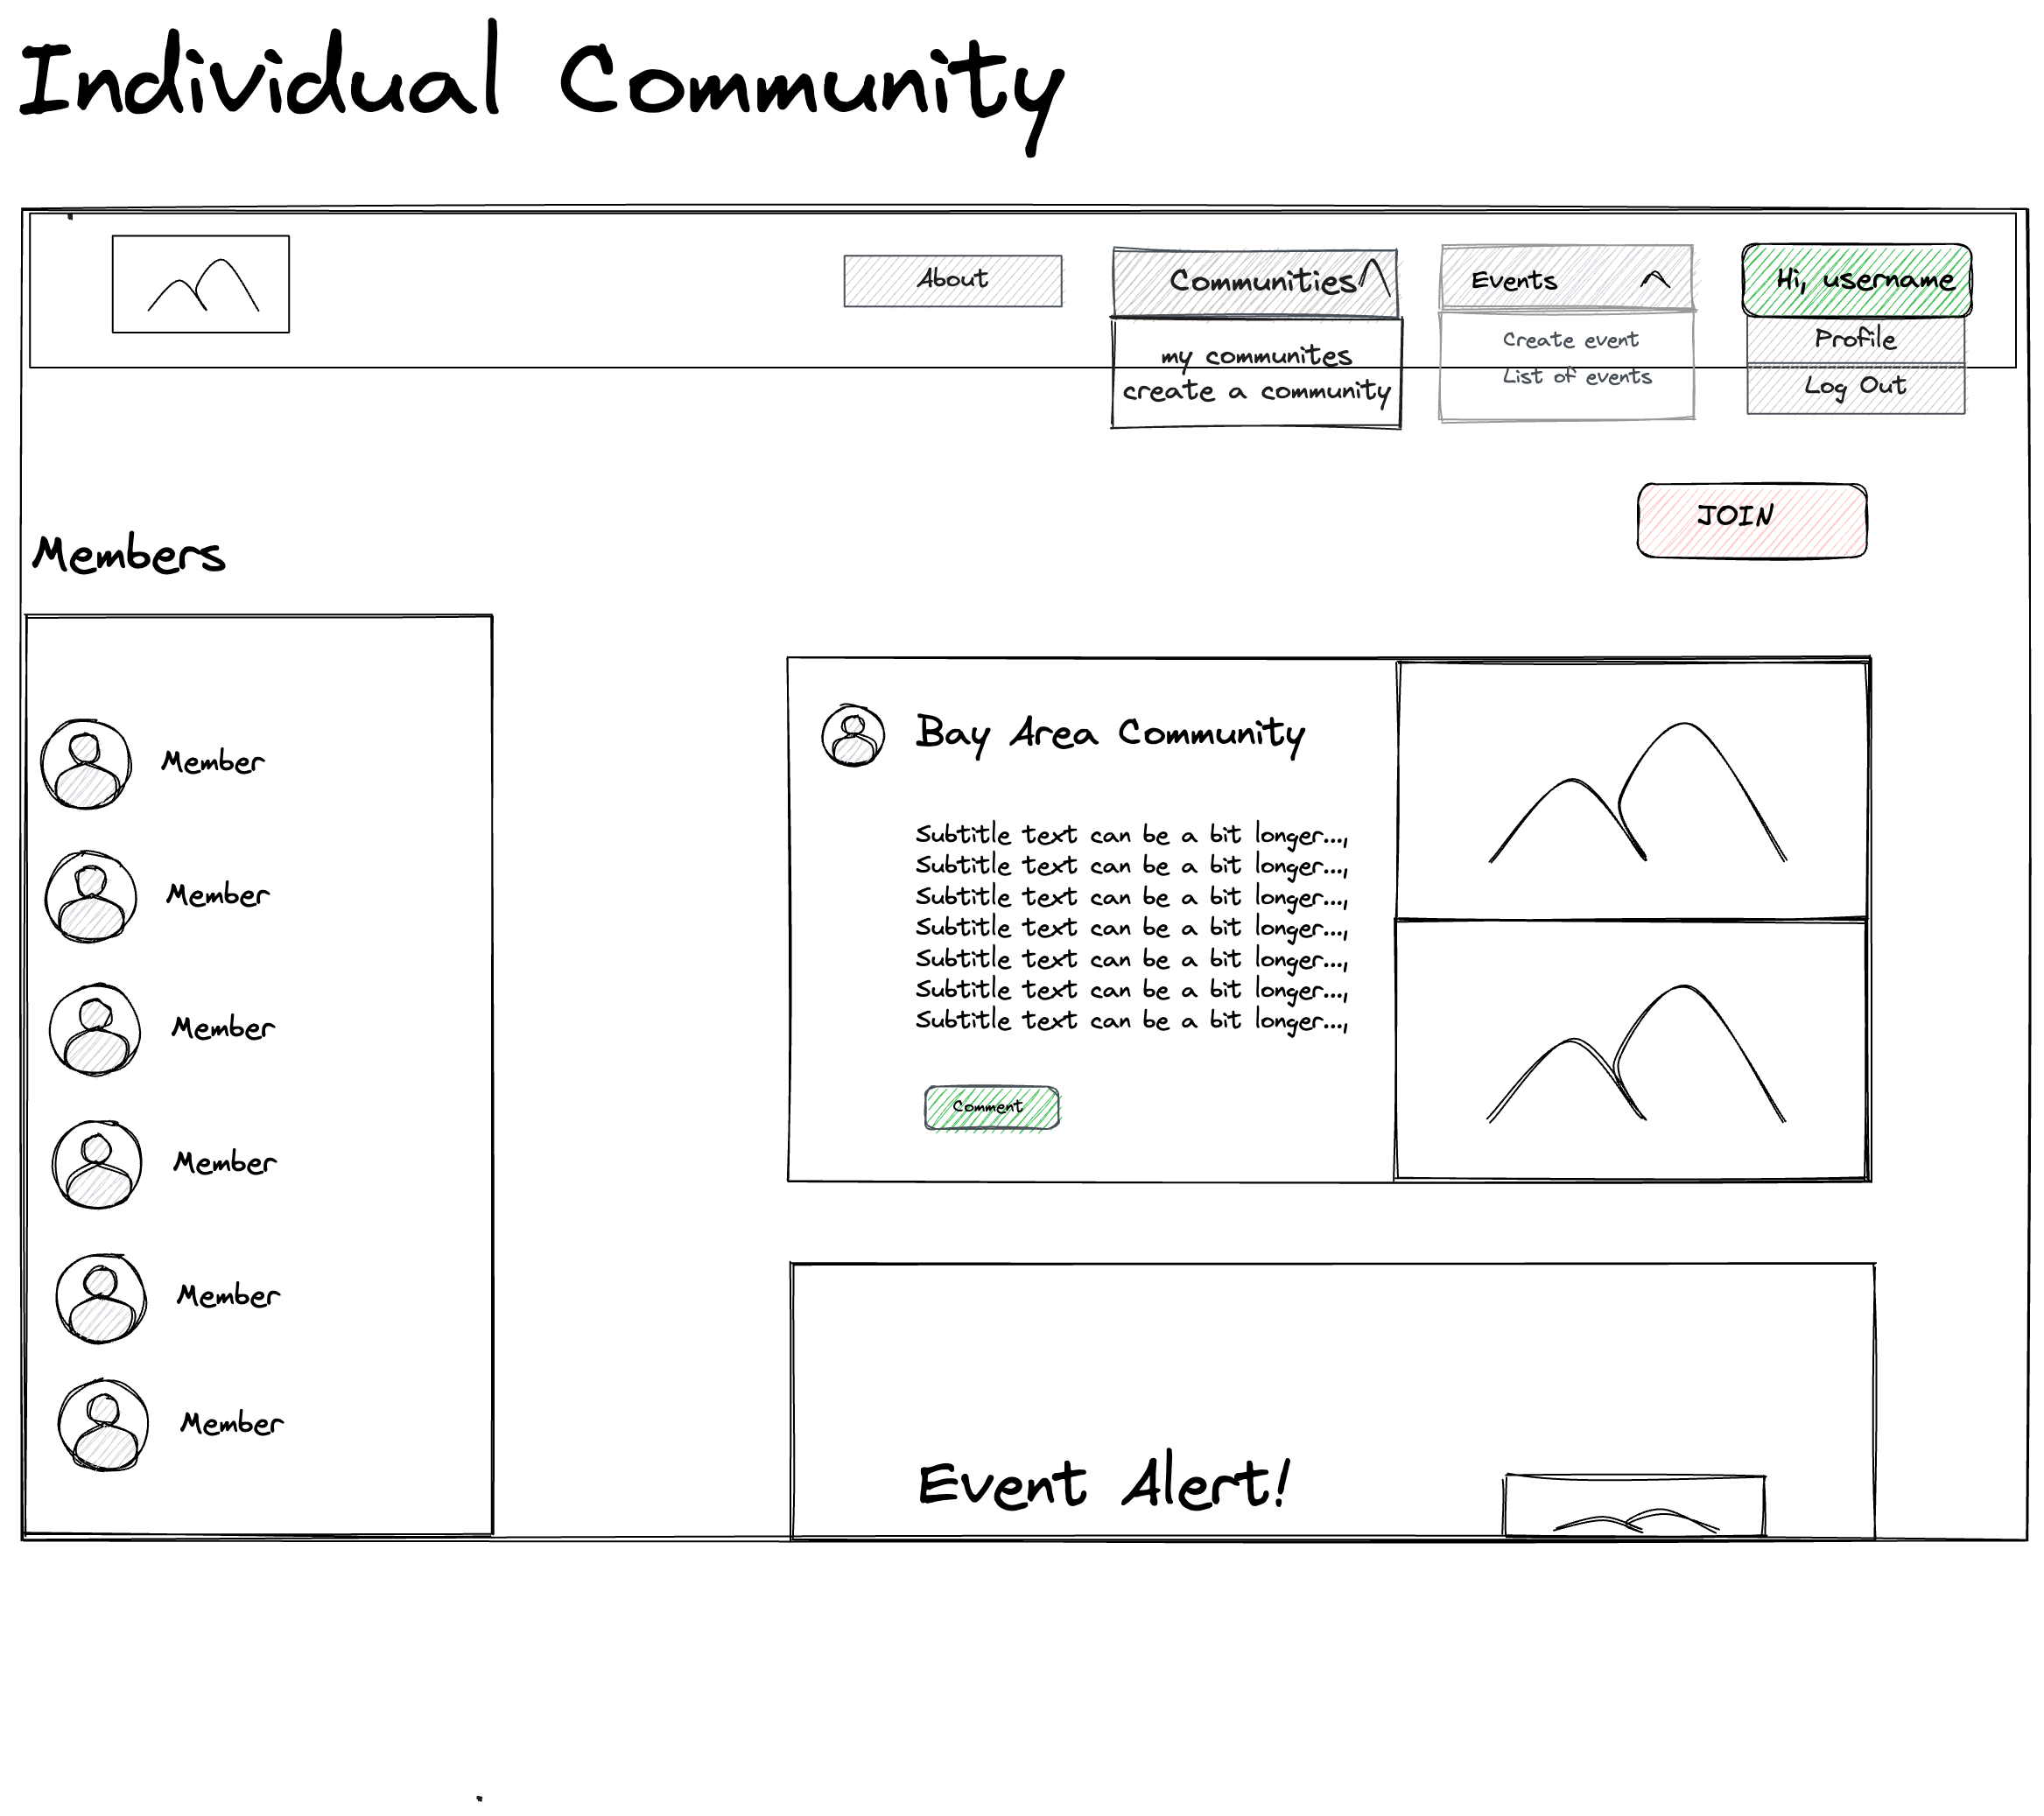 Individual Community
About
Communities
my communites
create a community
Events
Create event
List of events
Hi, username
Profile
Log Out
JOIN
Members
Member
Member
Member
Member
Member
Member
Bay Area Community
Subtitle text can be a bit longer...,
Subtitle text can be a bit longer...,
Subtitle text can be a bit longer...,
Subtitle text can be a bit longer...,
Subtitle text can be a bit longer...,
Subtitle text can be a bit longer...,
Subtitle text can be a bit longer...,
Comment
Event Alert!